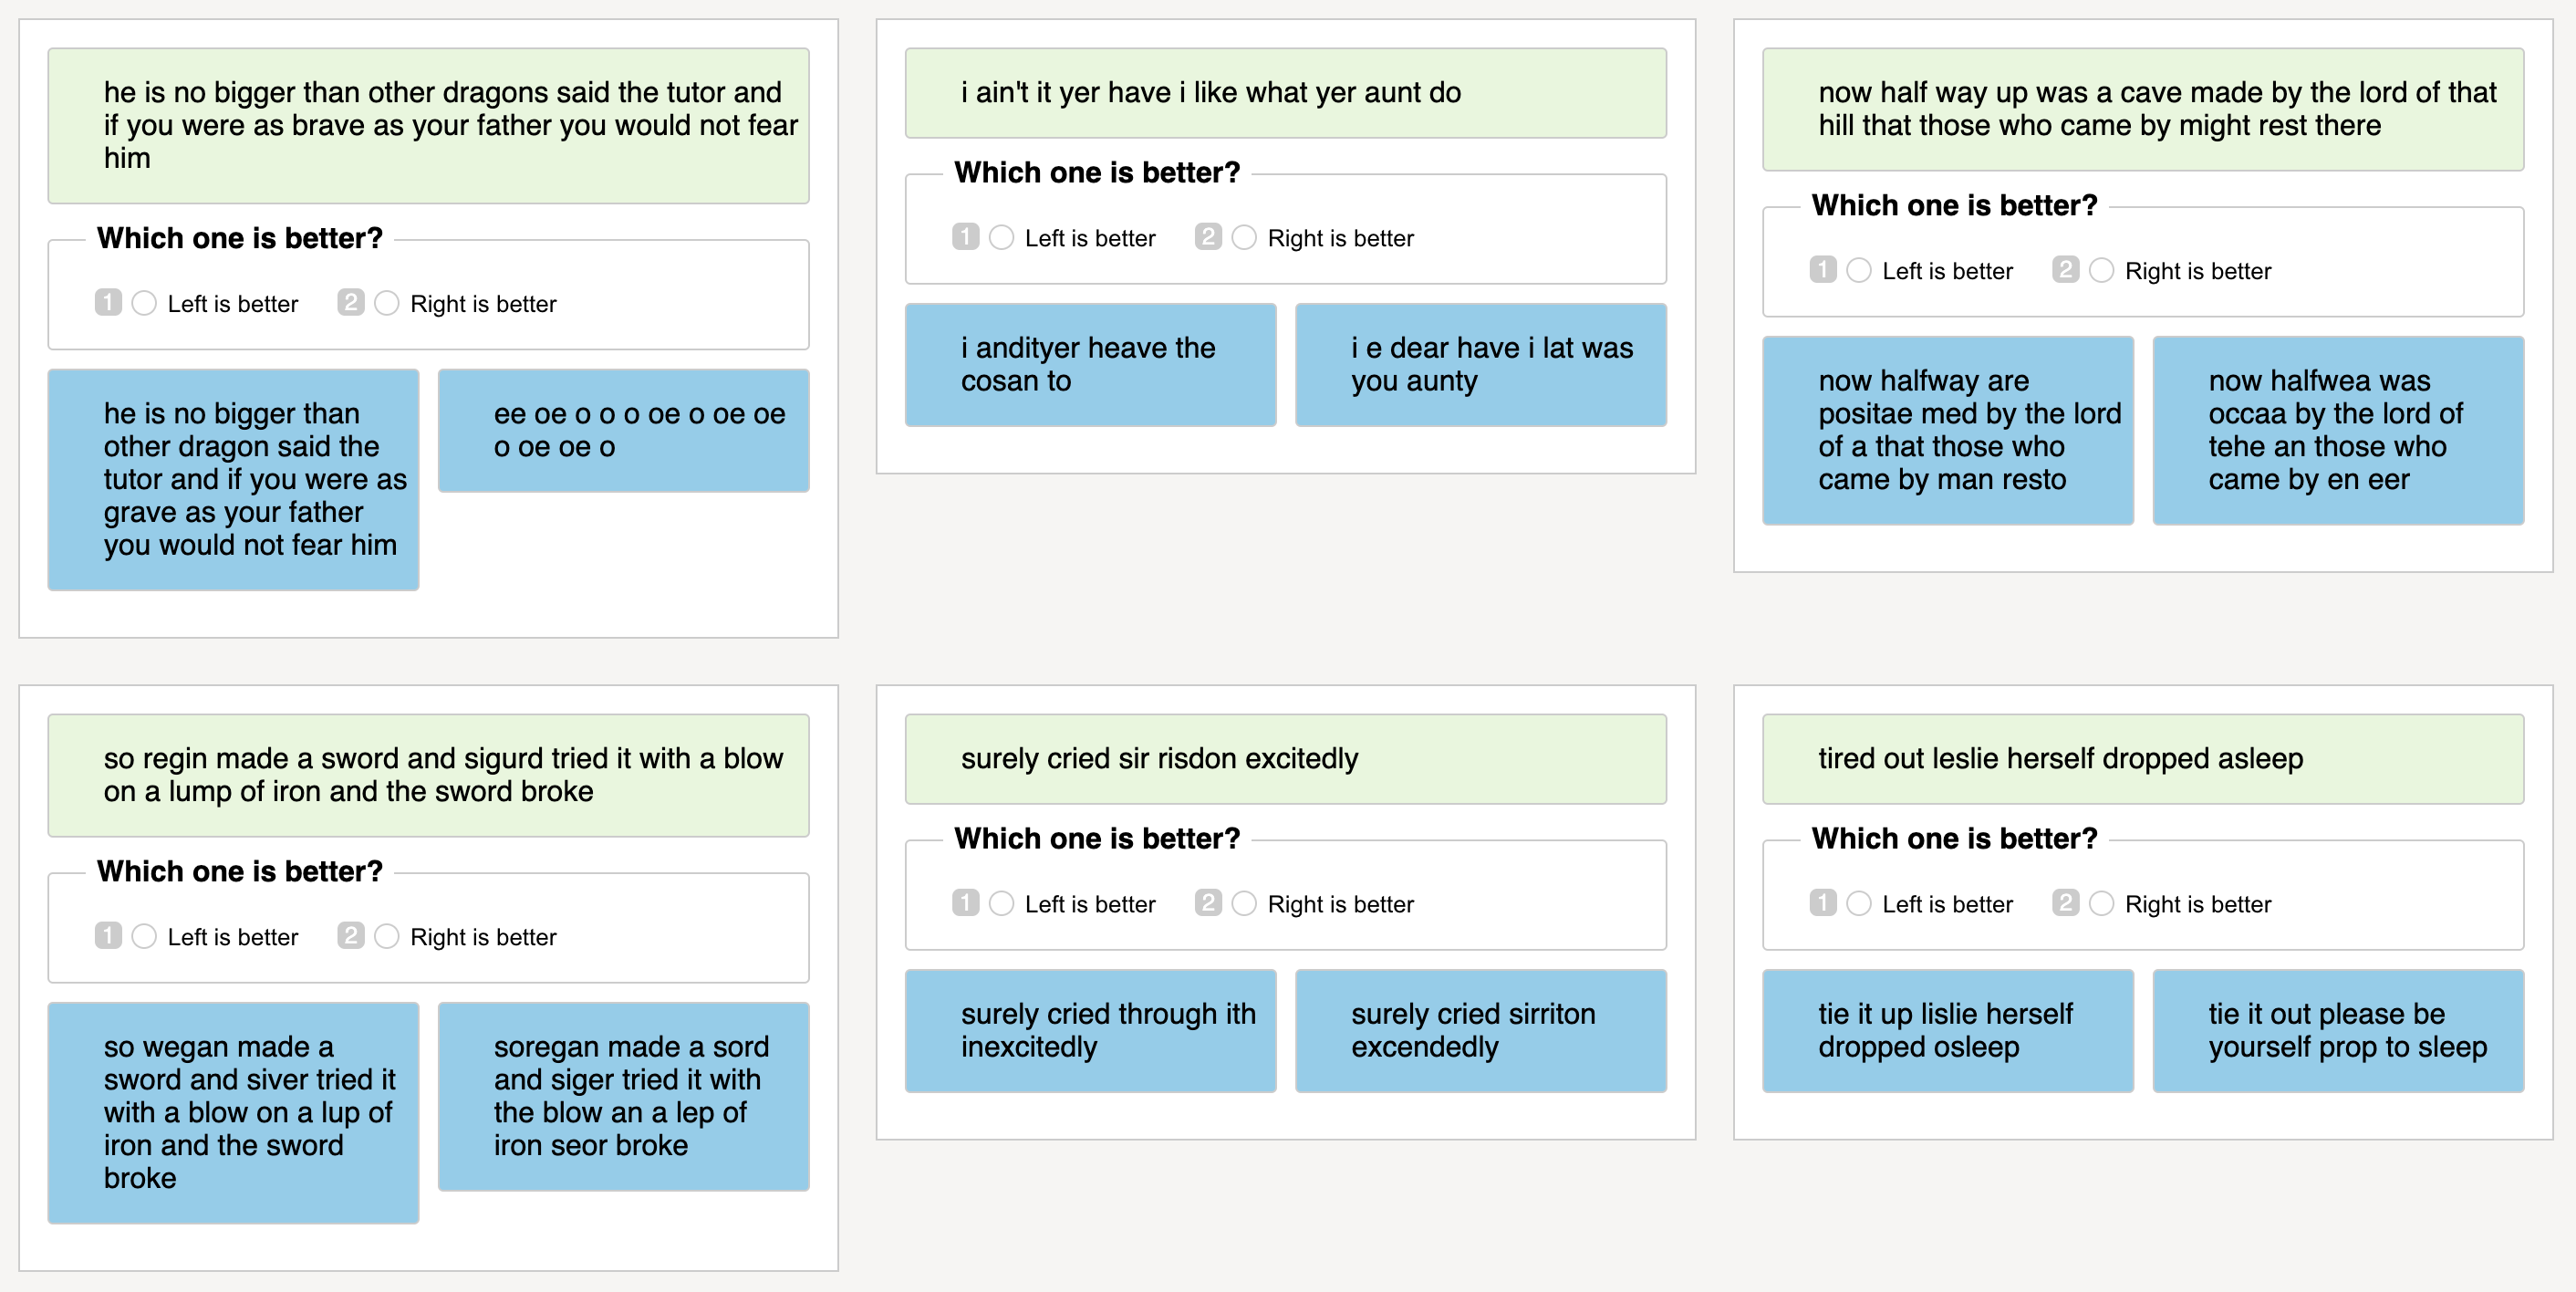 he is no bigger than other dragons said the tutor and
if you were as brave as your father you would not fear
him
Which one is better?
1 Left is better 2 Right is better
he is no bigger than
other dragon said the
tutor and if you were as
grave as your father
you would not fear him
ee oe o o o oe o oe oe
o oe oe o
i ain't it yer have i like what yer aunt do
Which one is better?
1 Left is better 2 Right is better
i andityer heave the
cosan to
i e dear have i lat was
you aunty
now half way up was a cave made by the lord of that
hill that those who came by might rest there
Which one is better?
1 Left is better 2 Right is better
now halfway are
positae med by the lord
of a that those who
came by man resto
now halfwea was
occaa by the lord of
tehe an those who
came by en eer
so regin made a sword and sigurd tried it with a blow
on a lump of iron and the sword broke
Which one is better?
1 Left is better 2 Right is better
so wegan made a
sword and siver tried it
with a blow on a lup of
iron and the sword
broke
soregan made a sord
and siger tried it with
the blow an a lep of
iron seor broke
surely cried sir risdon excitedly
Which one is better?
1 Left is better 2 Right is better
surely cried through ith
inexcitedly
surely cried sirriton
excendedly
tired out leslie herself dropped asleep
Which one is better?
1 Left is better 2 Right is better
tie it up lislie herself
dropped osleep
tie it out please be
yourself prop to sleep